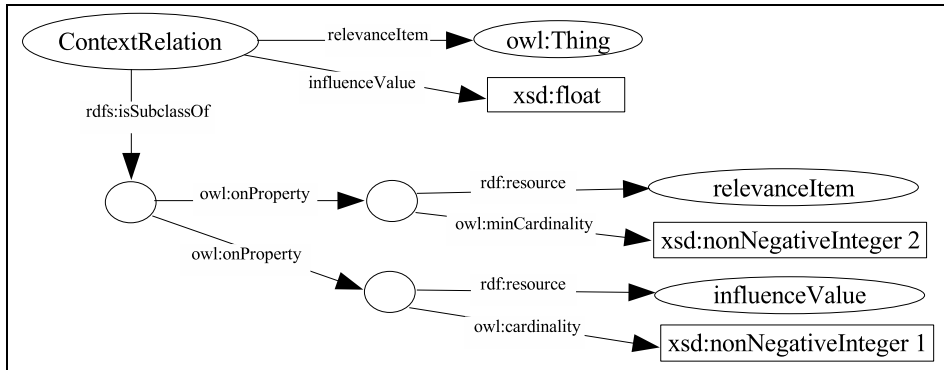 ContextRelation
relevanceItem
owl:Thing
influenceValue
xsd:float
rdfs:isSubclassOf
owl:onProperty
rdf:resource
relevanceItem
owl:minCardinality
xsd:nonNegativeInteger 2
owl:onProperty
rdf:resource
influenceValue
owl:cardinality
xsd:nonNegativeInteger 1